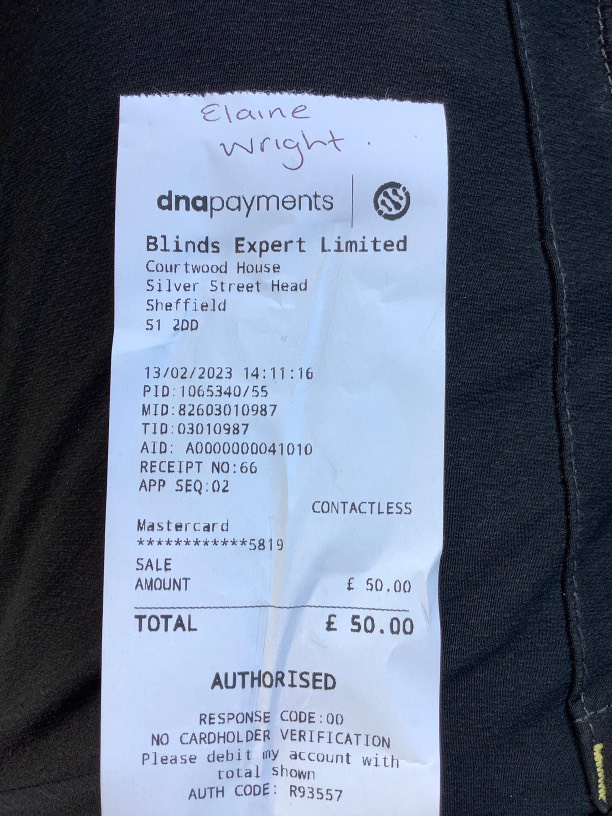 Elaine
Wright.
dnapayments
Blinds Expert Limited
Courtwood House
Silver Street Head
Sheffield
S1 2DD
13/02/2023 14:11:16
PID:1065340/55
MID:82603010987
TID:03010987
AID: A0000000041010
RECEIPT NO:66
APP SEQ:02
CONTACTLESS
Mastercard
************5819
SALE
AMOUNT £ 50.00
TOTAL £ 50.00
AUTHORISED
RESPONSE CODE:00
NO CARDHOLDER VERIFICATION
Please debit my account with
total shown
AUTH CODE: R93557